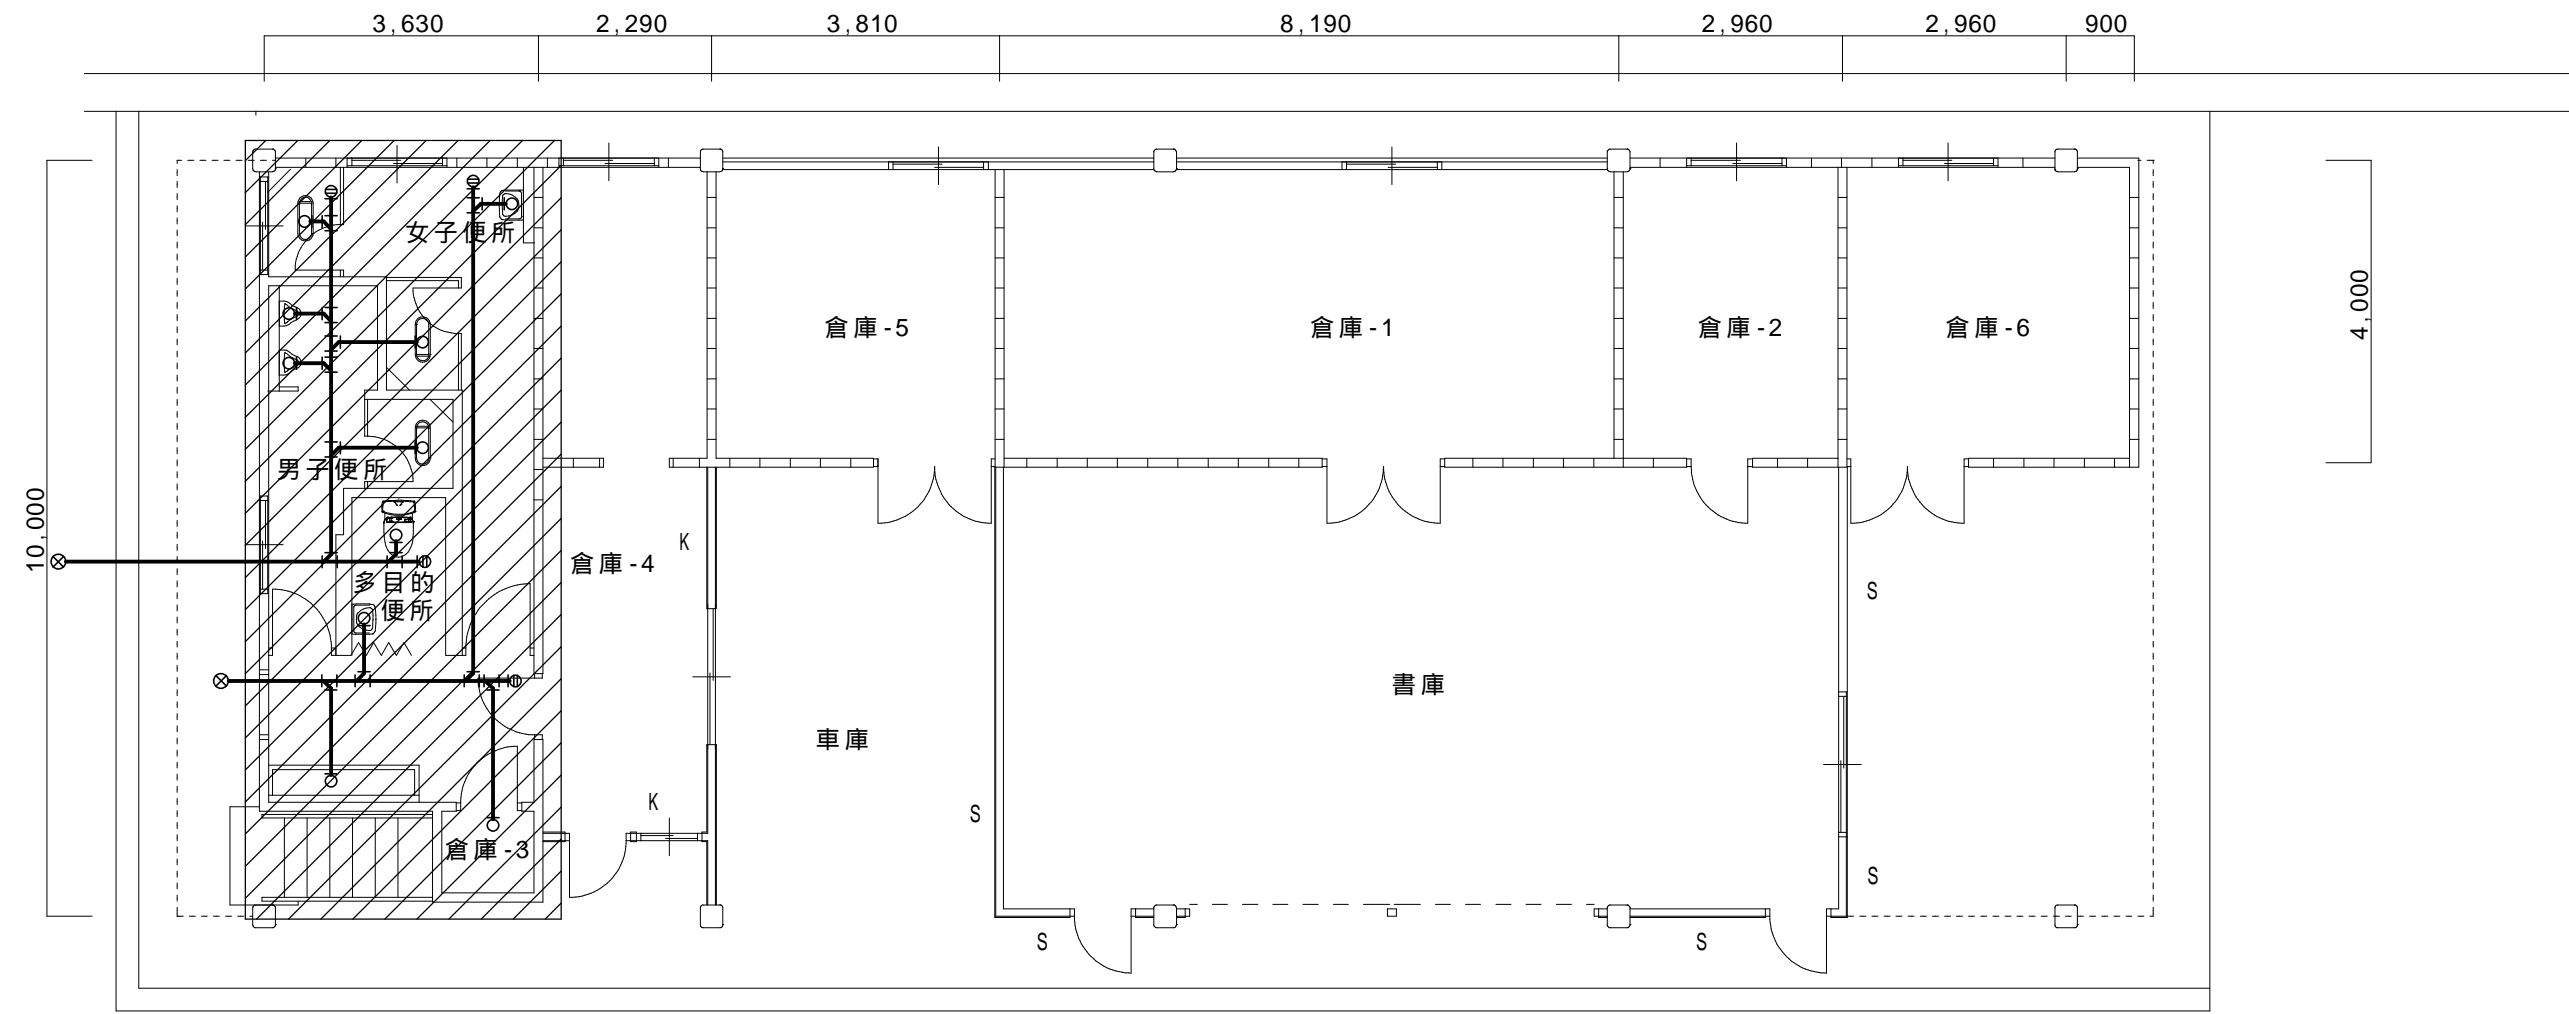 3,630
2,290
3,810
8,190
2,960
2,960
900
女子便所
倉庫-5
倉庫-1
倉庫-2
倉庫-6
4,000
男子便所
10,000
K
倉庫-4
多目的
便所
S
書庫
車庫
K
S
倉庫-3
S
S
S